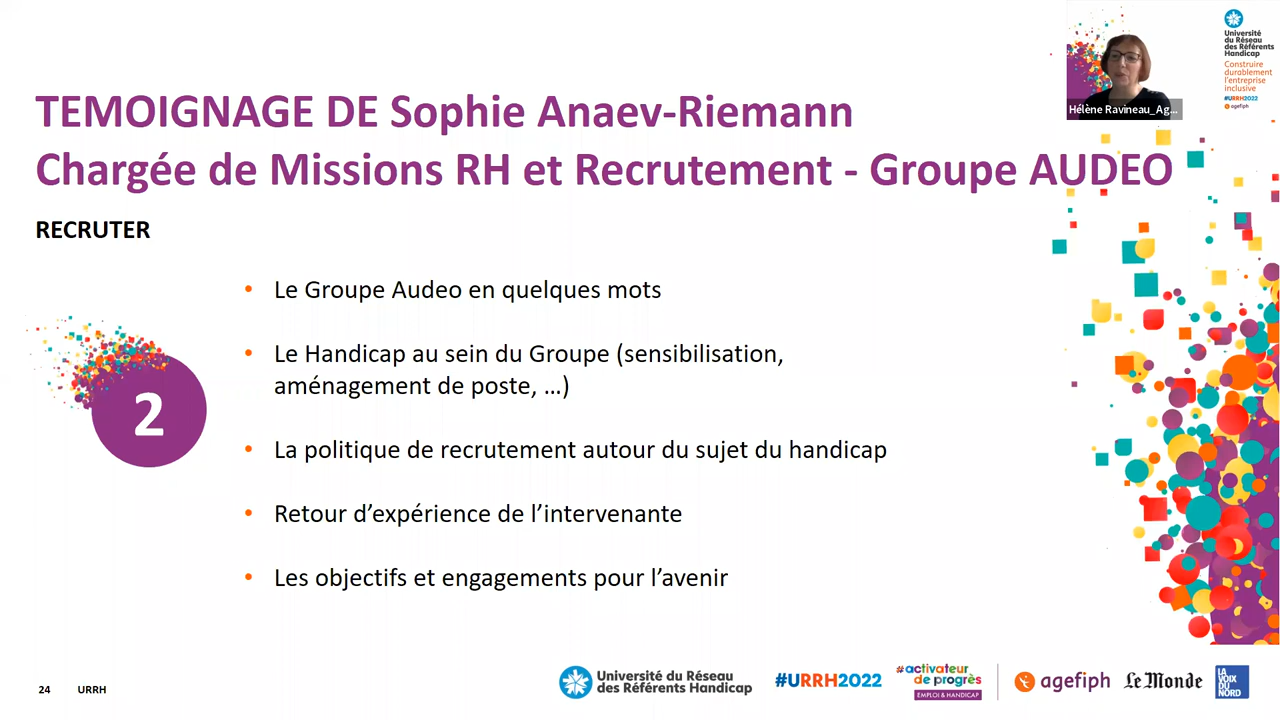 TEMOIGNAGE DE Sophie Anaev-Riemann
Chargée de Missions RH et Recrutement - Groupe AUDEO
RECRUTER
Hélène Ravineau_Ag...
Université
du Réseau
des Référents
Handicap
Construire
durablement
l'entreprise
inclusive
#URRH2022
agefiph
2
• Le Groupe Audeo en quelques mots
• Le Handicap au sein du Groupe (sensibilisation,
aménagement de poste, …)
• La politique de recrutement autour du sujet du handicap
• Retour d’expérience de l’intervenante
• Les objectifs et engagements pour l’avenir
24 URRH
Université du Réseau
des Référents Handicap
#URRH2022
#activateur
de progrès
EMPLOI & HANDICAP
agefiph
Le Monde
LA
VOIX
DU
NORD